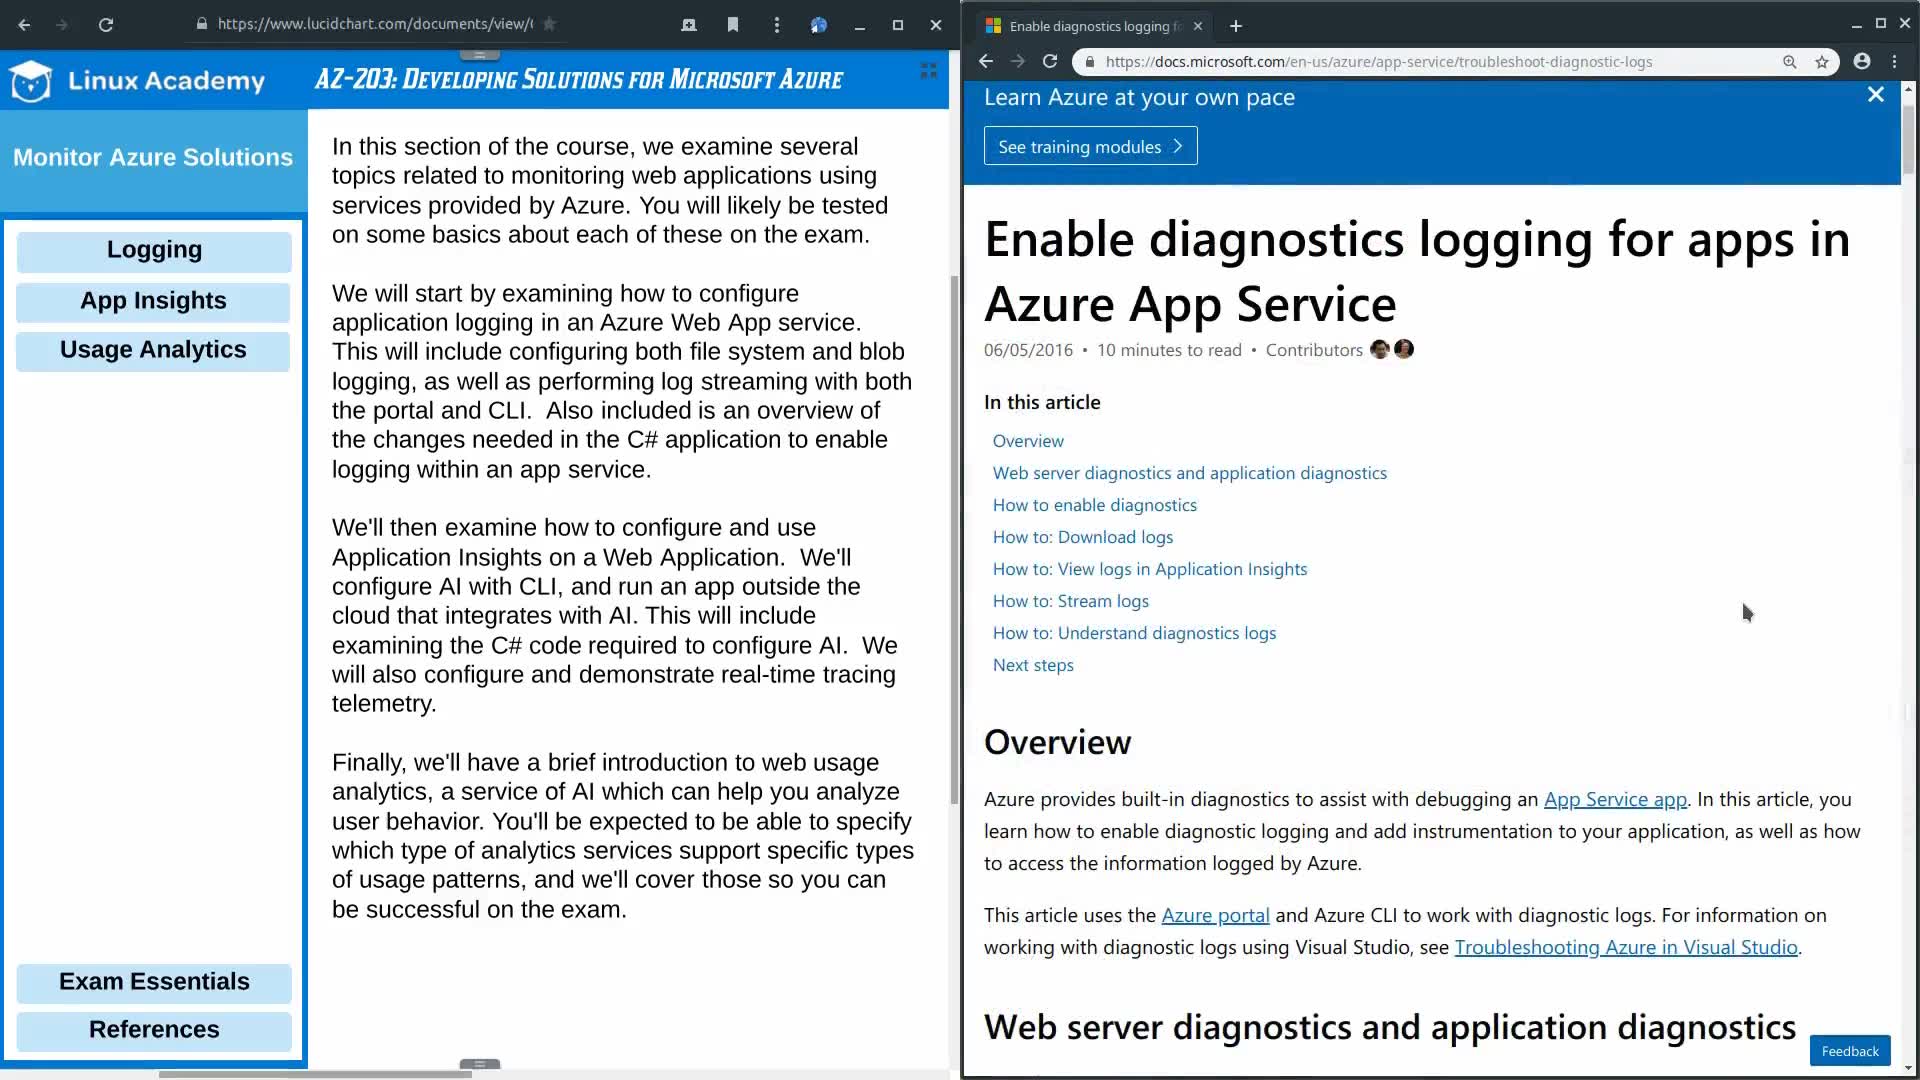 https://www.lucidchart.com/documents/view/
Linux Academy
AZ-203: Developing Solutions for Microsoft Azure
Monitor Azure Solutions
Logging
App Insights
Usage Analytics
Exam Essentials
References
In this section of the course, we examine several
topics related to monitoring web applications using
services provided by Azure. You will likely be tested
on some basics about each of these on the exam.
We will start by examining how to configure
application logging in an Azure Web App service.
This will include configuring both file system and blob
logging, as well as performing log streaming with both
the portal and CLI.  Also included is an overview of
the changes needed in the C# application to enable
logging within an app service.
We'll then examine how to configure and use
Application Insights on a Web Application.  We'll
configure AI with CLI, and run an app outside the
cloud that integrates with AI. This will include
examining the C# code required to configure AI.  We
will also configure and demonstrate real-time tracing
telemetry.
Finally, we'll have a brief introduction to web usage
analytics, a service of AI which can help you analyze
user behavior. You'll be expected to be able to specify
which type of analytics services support specific types
of usage patterns, and we'll cover those so you can
be successful on the exam.
Enable diagnostics logging f
https://docs.microsoft.com/en-us/azure/app-service/troubleshoot-diagnostic-logs
Learn Azure at your own pace
See training modules
Enable diagnostics logging for apps in
Azure App Service
06/05/2016 • 10 minutes to read • Contributors
In this article
Overview
Web server diagnostics and application diagnostics
How to enable diagnostics
How to: Download logs
How to: View logs in Application Insights
How to: Stream logs
How to: Understand diagnostics logs
Next steps
Overview
Azure provides built-in diagnostics to assist with debugging an App Service app. In this article, you
learn how to enable diagnostic logging and add instrumentation to your application, as well as how
to access the information logged by Azure.
This article uses the Azure portal and Azure CLI to work with diagnostic logs. For information on
working with diagnostic logs using Visual Studio, see Troubleshooting Azure in Visual Studio.
Web server diagnostics and application diagnostics
Feedback